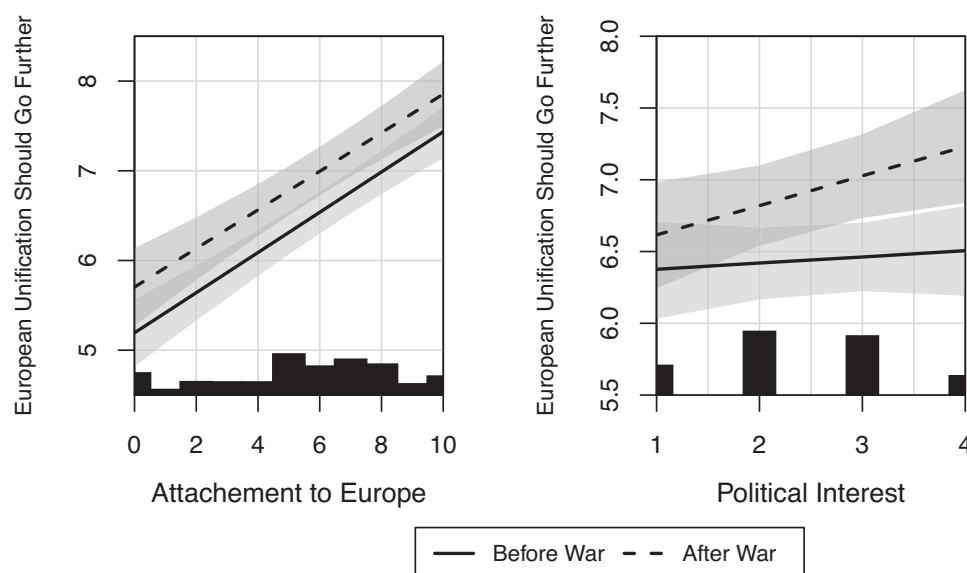 European Unification Should Go Further
8
7
6
5
0 2 4 6 8 10
Attachement to Europe
European Unification Should Go Further
8.0
7.5
7.0
6.5
6.0
5.5
1 2 3 4
Political Interest
Before War After War